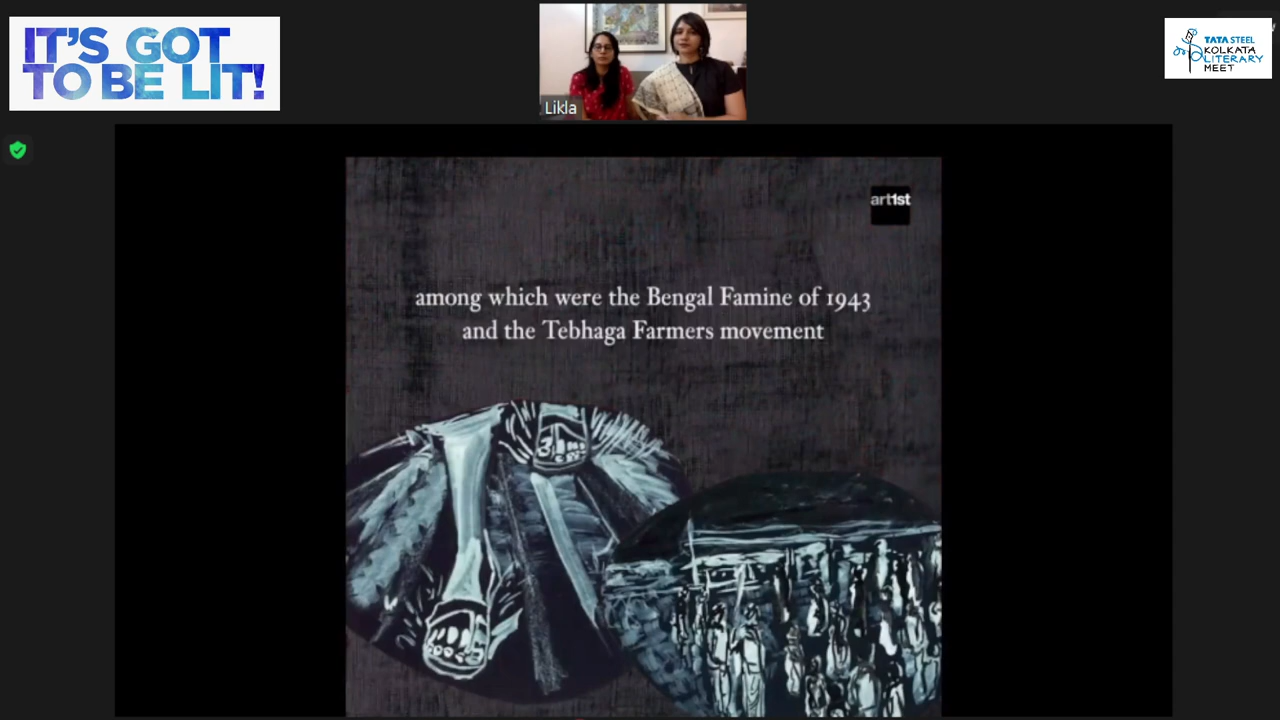 IT'S GOT
TO BE LIT!
Likla
TATA STEEL
KOLKATA
LITERARY
MEET
art1st
among which were the Bengal Famine of 1943
and the Tebhaga Farmers movement